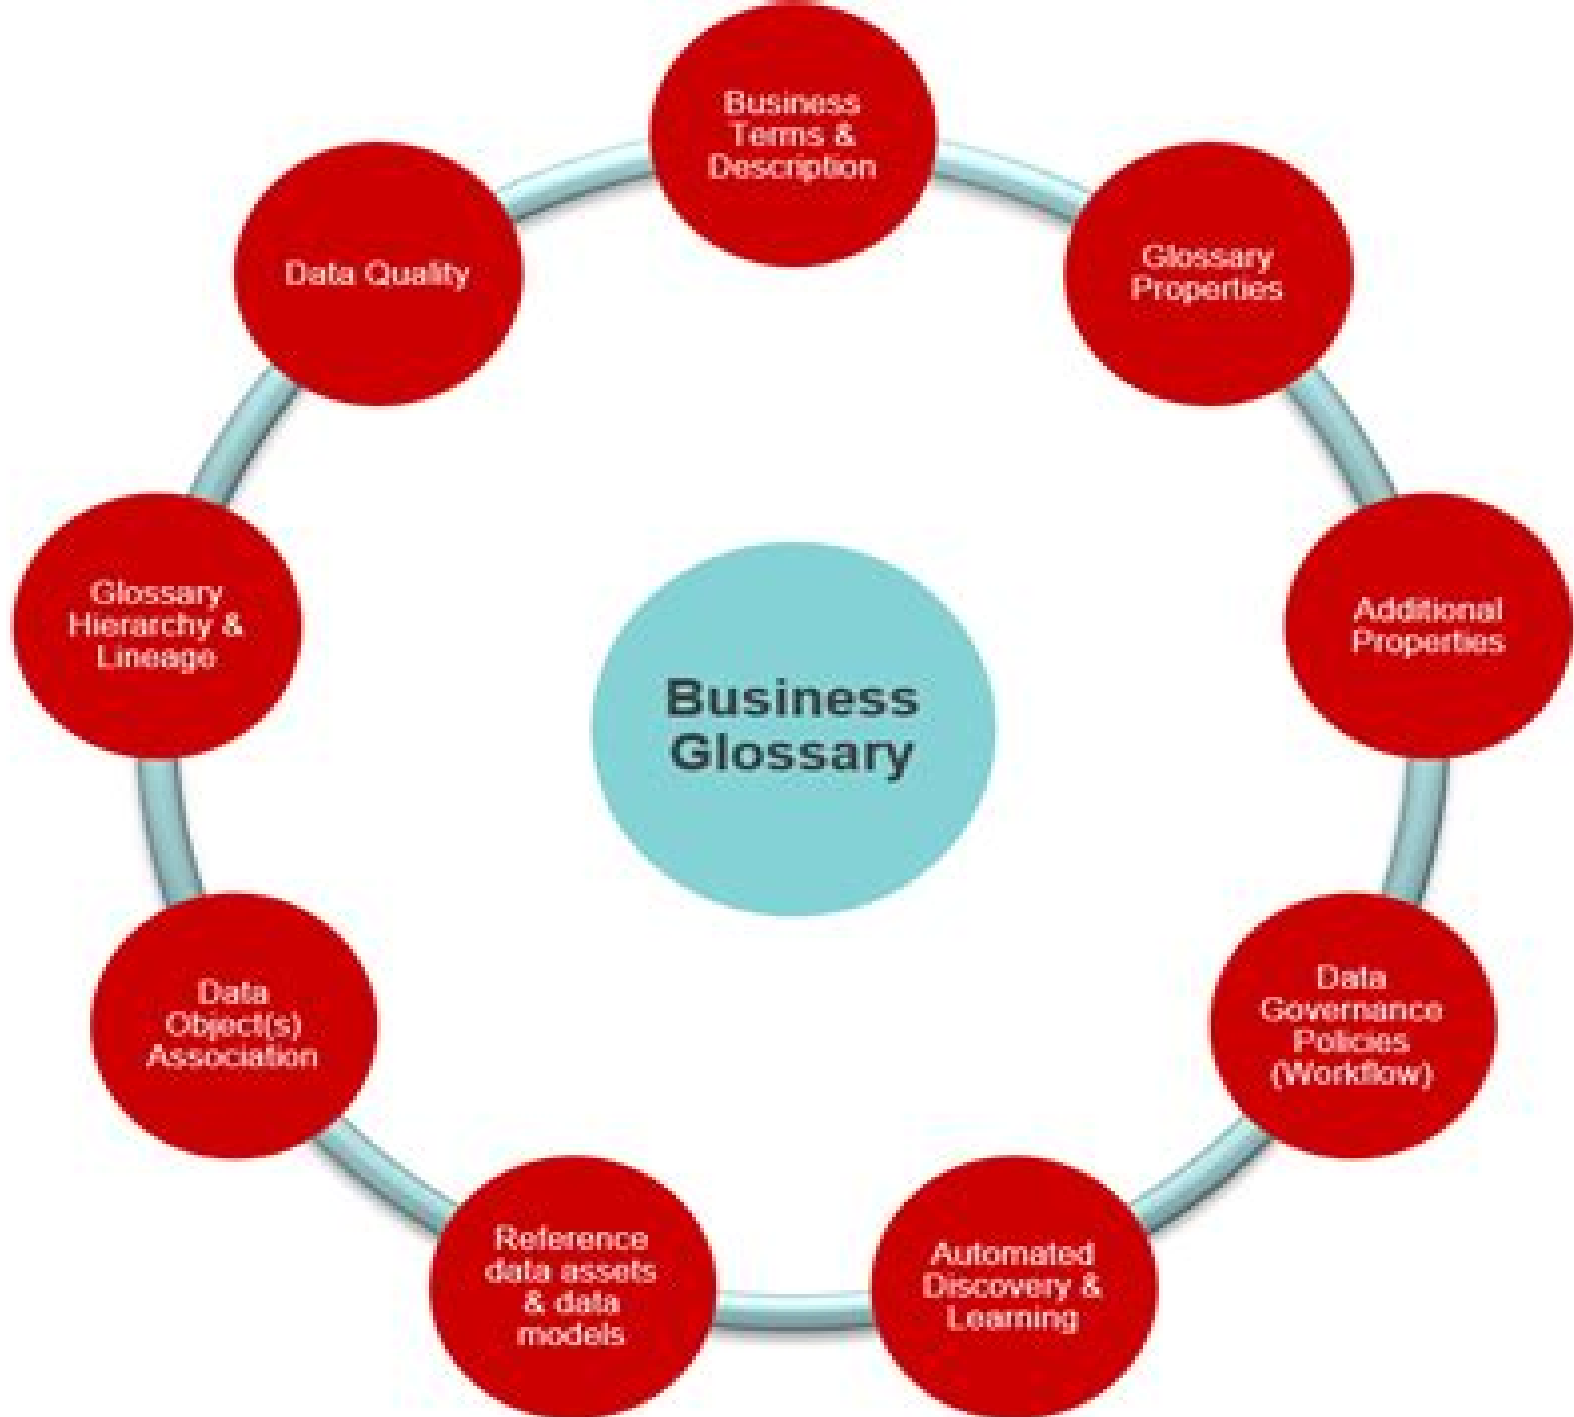 Business
Terms &
Description
Glossary
Properties
Additional
Properties
Data
Governance
Policies
(Workflow)
Automated
Discovery &
Learning
Reference
data assets
& data
models
Data
Object(s)
Association
Glossary
Hierarchy &
Lineage
Data Quality
Business
Glossary